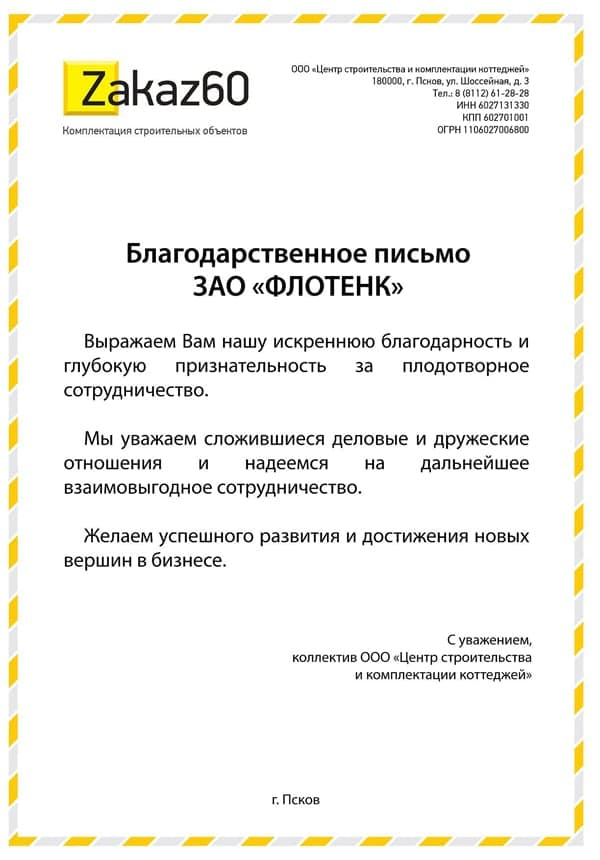 Zakaz60
Комплектация строительных объектов
ООО «Центр строительства и комплектации коттеджей»
180000, г. Псков, ул. Шоссейная, д. 3
Тел.: 8 (8112) 61-28-28
ИНН 6027131330
КПП 602701001
ОГРН 1106027006800
Благодарственное письмо
ЗАО «ФЛОТЕНК»
Выражаем Вам нашу искреннюю благодарность и
глубокую признательность за плодотворное
сотрудничество.
Мы уважаем сложившиеся деловые и дружеские
отношения и надеемся на дальнейшее
взаимовыгодное сотрудничество.
Желаем успешного развития и достижения новых
вершин в бизнесе.
С уважением,
коллектив ООО «Центр строительства
и комплектации коттеджей»
г. Псков